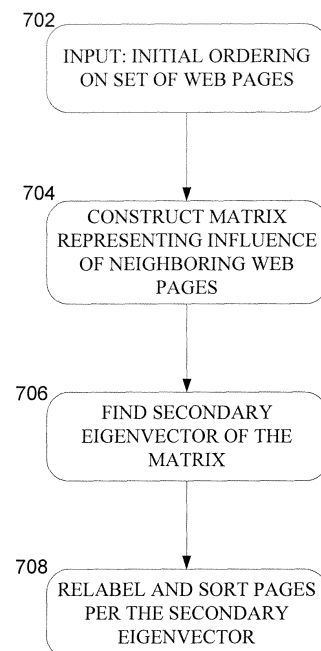 702
INPUT: INITIAL ORDERING
ON SET OF WEB PAGES
704
CONSTRUCT MATRIX
REPRESENTING INFLUENCE
OF NEIGHBORING WEB
PAGES
706
FIND SECONDARY
EIGENVECTOR OF THE
MATRIX
708
RELABEL AND SORT PAGES
PER THE SECONDARY
EIGENVECTOR